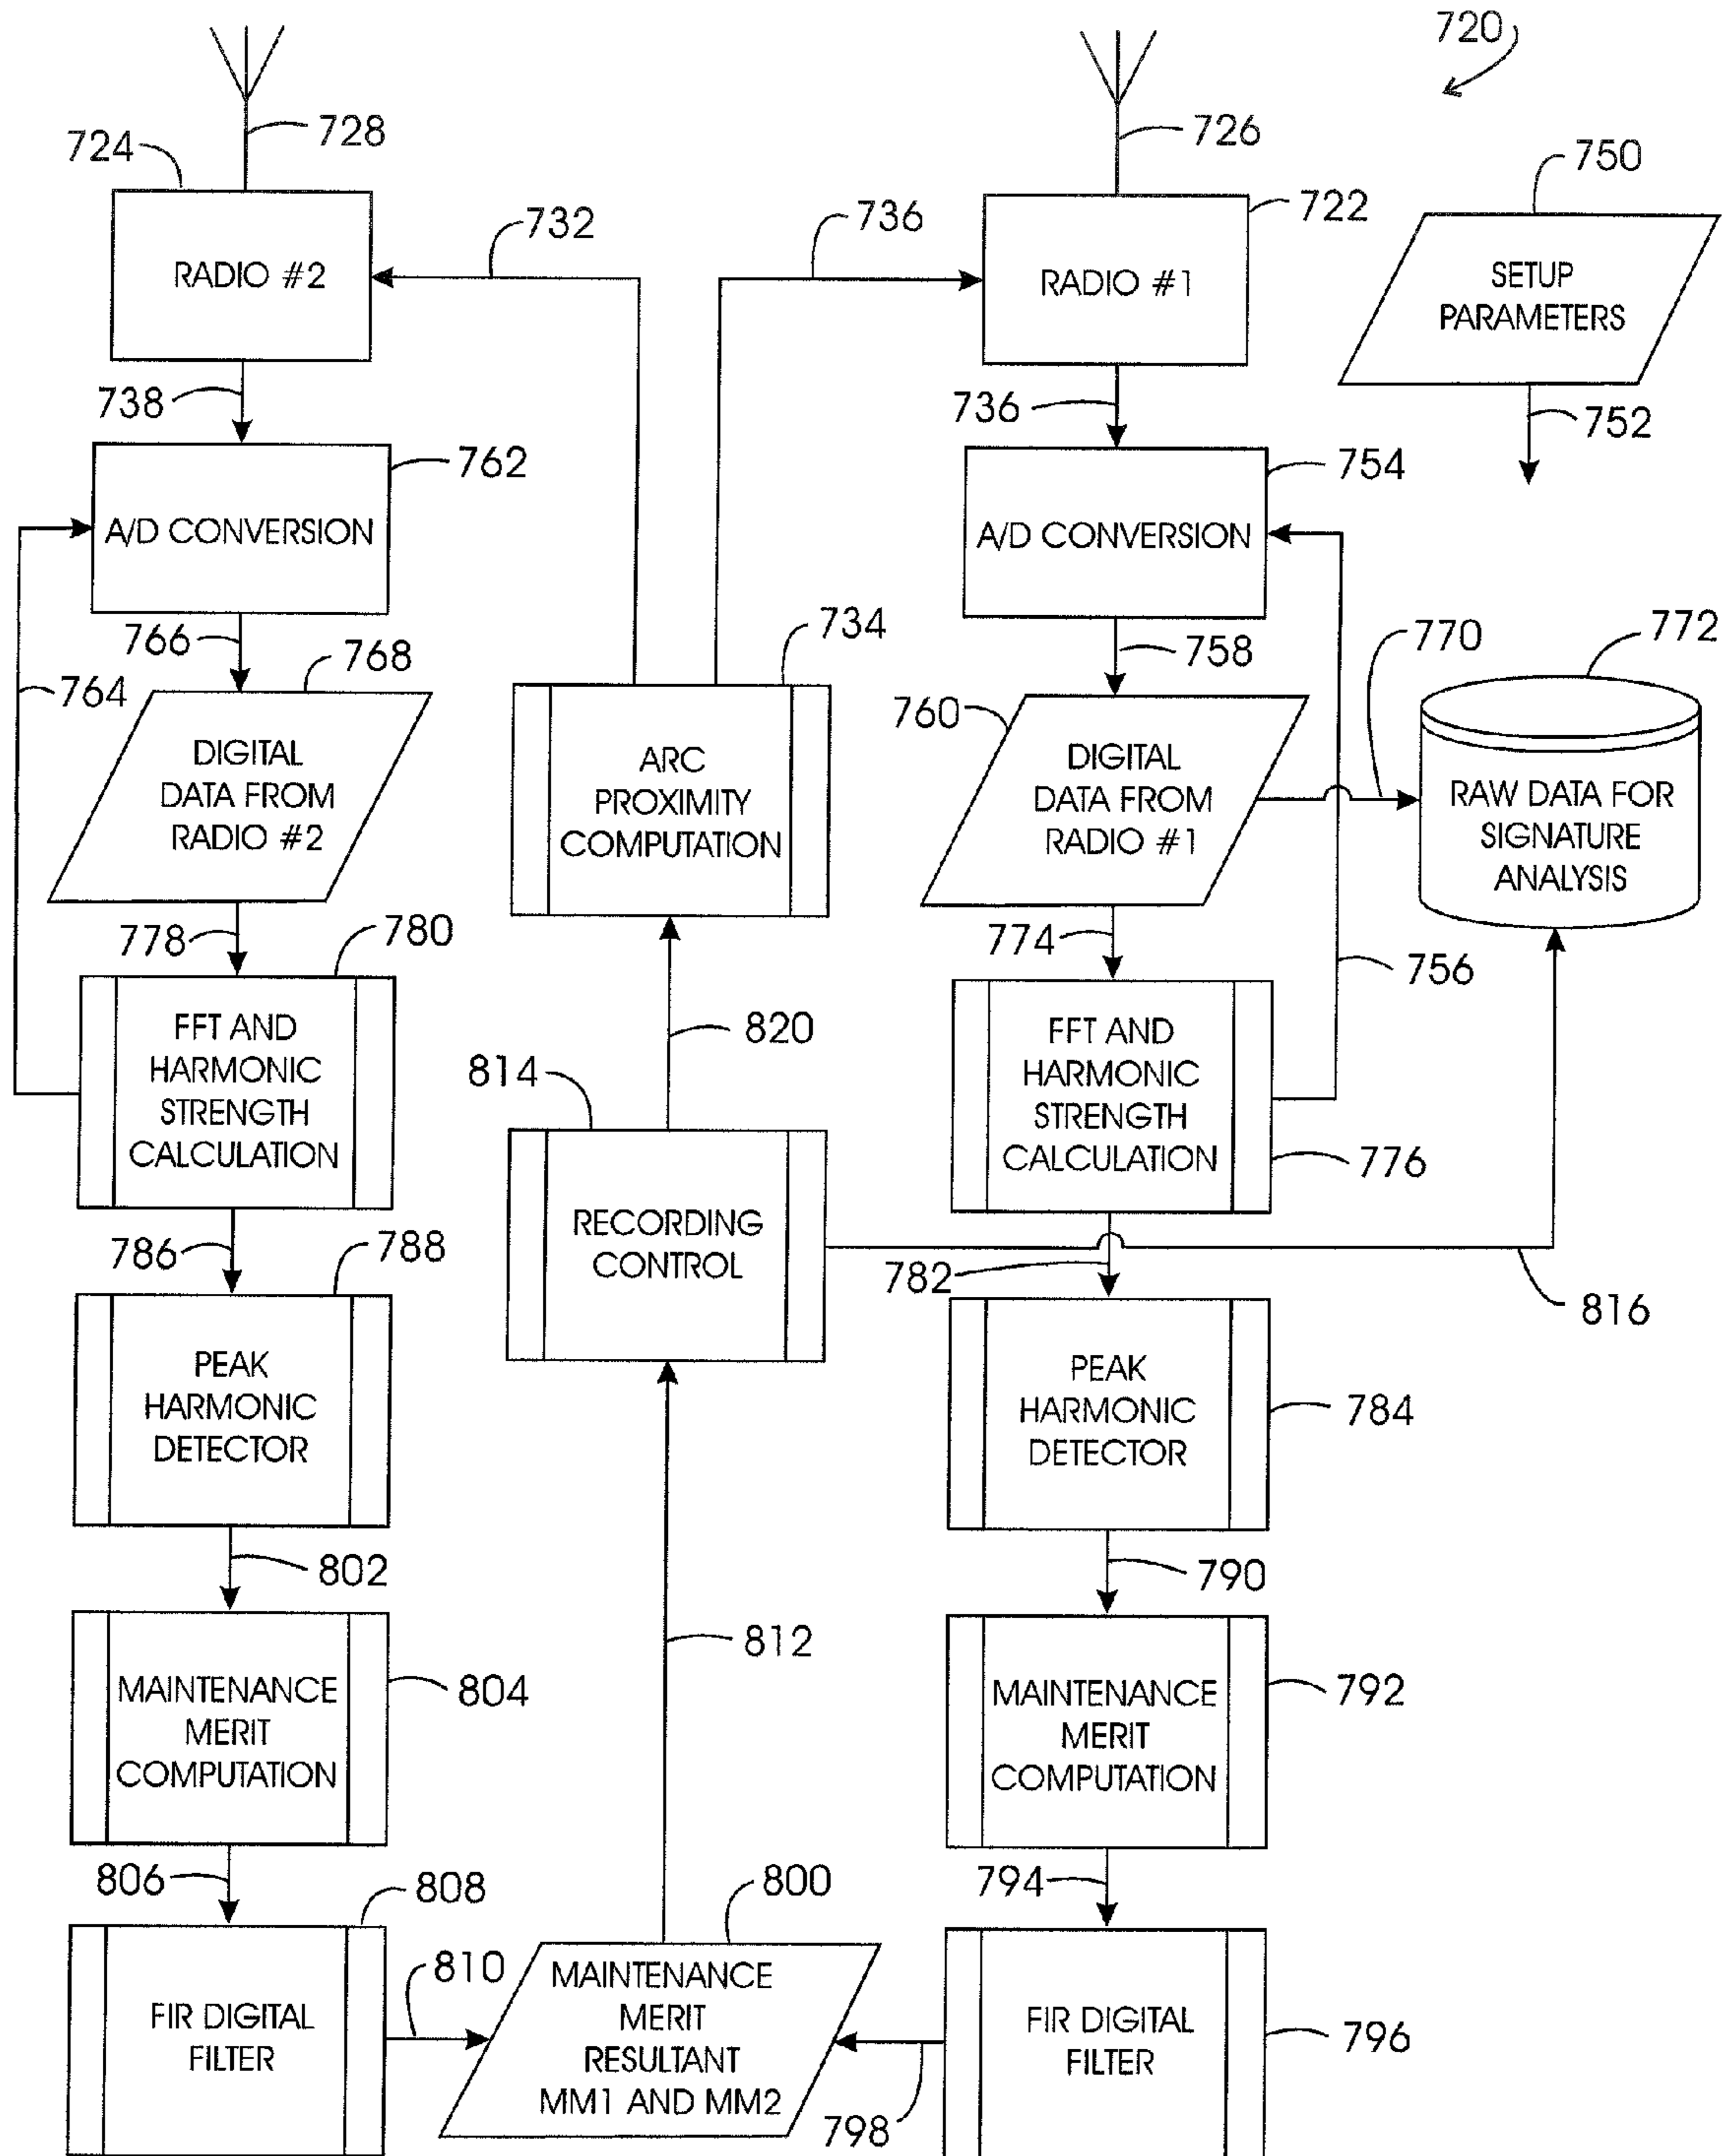 720
728
726
724
750
732
736
722
RADIO #2
RADIO #1
SETUP
PARAMETERS
738
736
752
762
754
A/D CONVERSION
A/D CONVERSION
766
768
734
758
770
772
764
760
DIGITAL
DATA FROM
RADIO #2
ARC
PROXIMITY
COMPUTATION
DIGITAL
DATA FROM
RADIO #1
RAW DATA FOR
SIGNATURE
ANALYSIS
778
780
774
756
FFT AND
HARMONIC
STRENGTH
CALCULATION
820
814
FFT AND
HARMONIC
STRENGTH
CALCULATION
776
RECORDING
CONTROL
786
788
782
816
PEAK
HARMONIC
DETECTOR
PEAK
HARMONIC
DETECTOR
784
802
790
812
MAINTENANCE
MERIT
COMPUTATION
804
MAINTENANCE
MERIT
COMPUTATION
792
806
808
800
794
810
FIR DIGITAL
FILTER
MAINTENANCE
MERIT
RESULTANT
MM1 AND MM2
FIR DIGITAL
FILTER
796
798